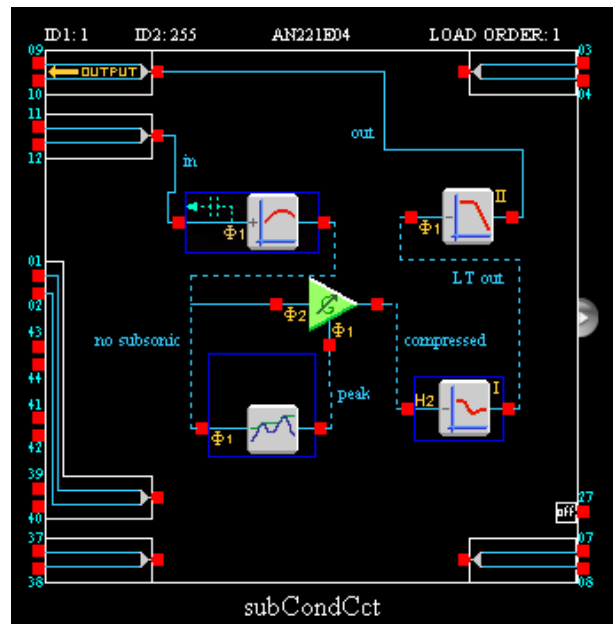 ID1: 1 ID2: 255 AN221E04 LOAD ORDER: 1
09 03
OUTPUT
10 04
11
out
12
in
Φ1
II
Φ1
01
LT out
02
Φ2
43
Φ1
no subsonic
compressed
44
peak
H2 I
41
Φ1
42
39
27
off
40
37 07
38 08
subCondCct